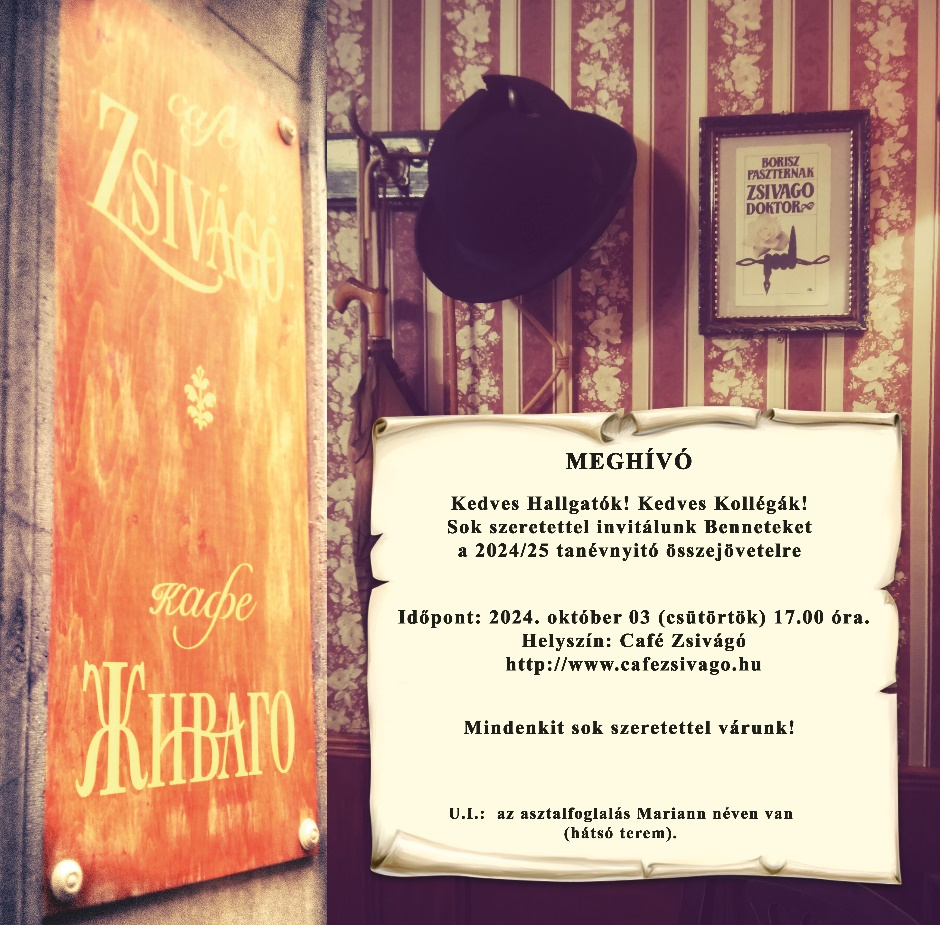 café
ZSIVÁGÓ
кафе
ЖИВАГО
BORISZ
PASZTERNAK
ZSIVAGO
DOKTOR
MEGHÍVÓ
Kedves Hallgatók! Kedves Kollégák!
Sok szeretettel invitálunk Benneteket
a 2024/25 tanévnyitó összejövetelre
Időpont: 2024. október 03 (csütörtök) 17.00 óra.
Helyszín: Café Zsivágó
http://www.cafezsivago.hu
Mindenkit sok szeretettel várunk!
U.I.: az asztalfoglalás Mariann néven van
(hátsó terem).